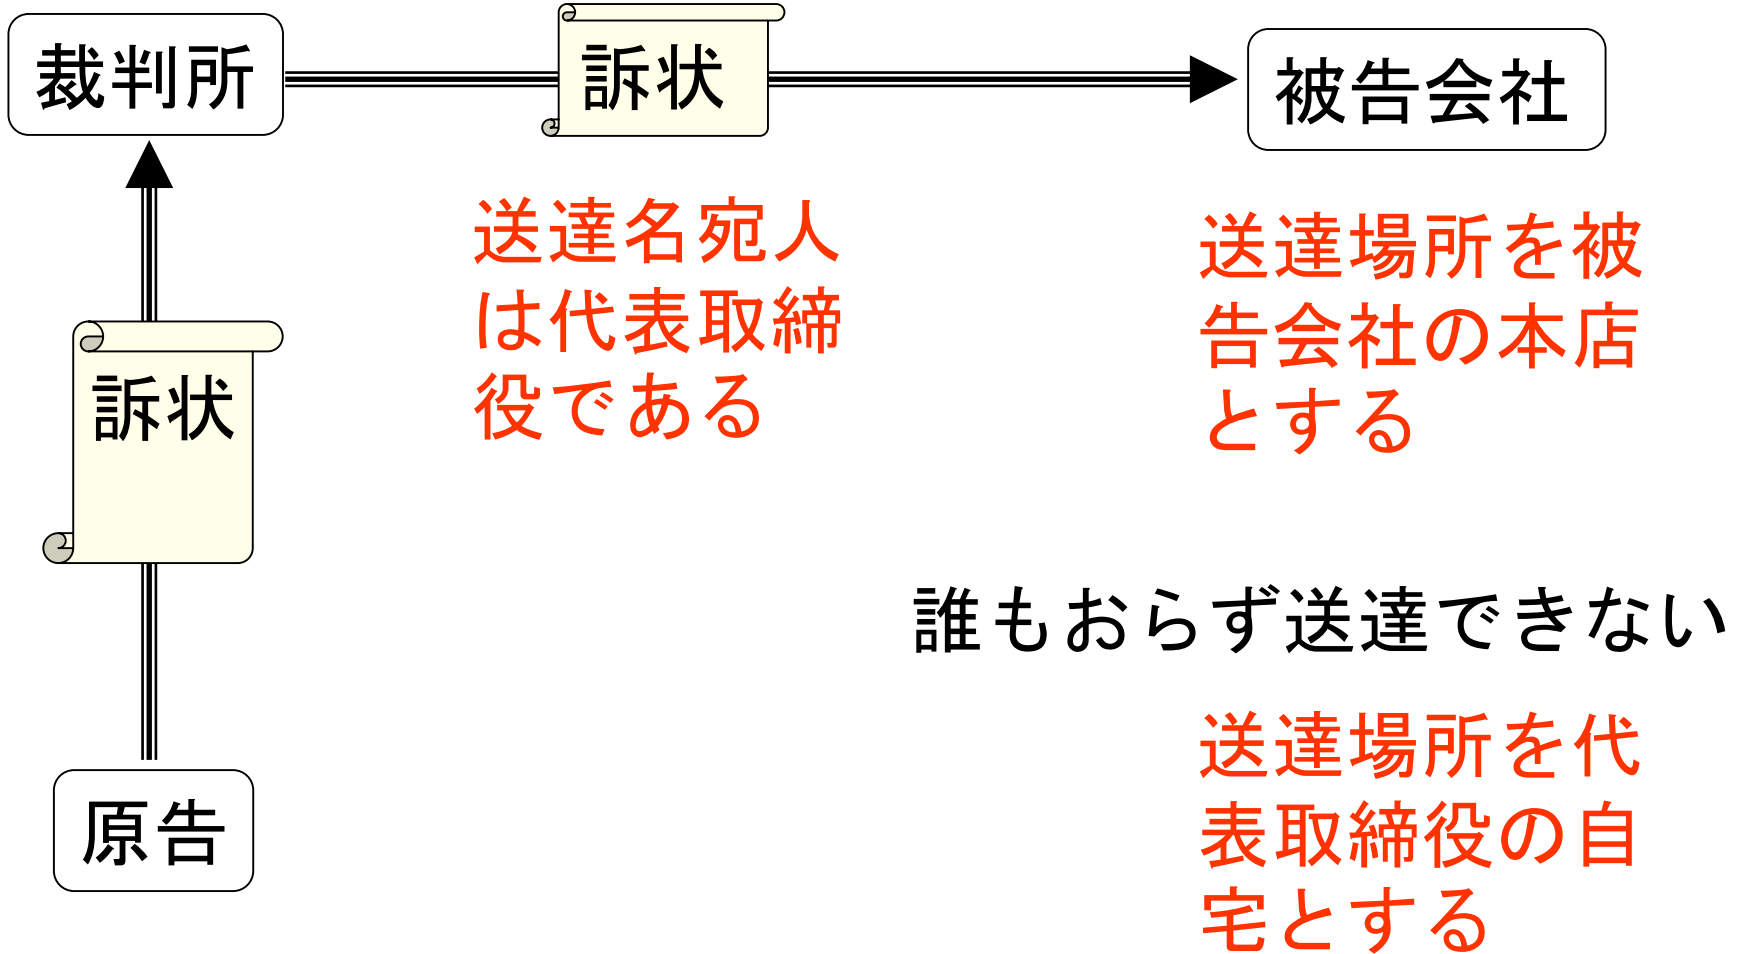 裁判所
訴状
被告会社
送達名宛人
は代表取締
役である
送達場所を被
告会社の本店
とする
訴状
誰もおらず送達できない
送達場所を代
表取締役の自
宅とする
原告